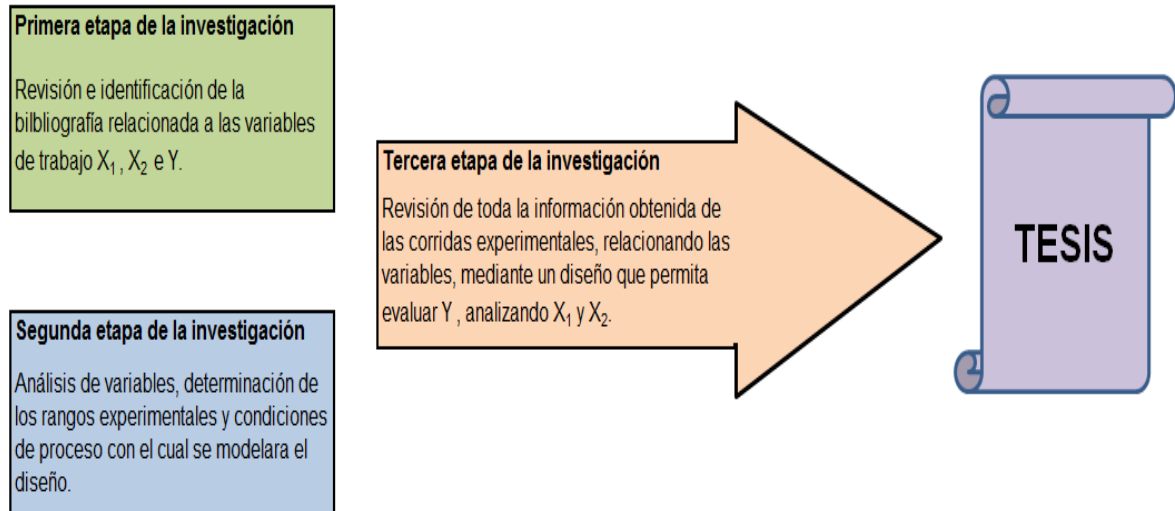 Primera etapa de la investigación
Revisión e identificación de la
bilbliografía relacionada a las variables
de trabajo X₁ , X₂ e Y.
Segunda etapa de la investigación
Análisis de variables, determinación de
los rangos experimentales y condiciones
de proceso con el cual se modelara el
diseño.
Tercera etapa de la investigación
Revisión de toda la información obtenida de
las corridas experimentales, relacionando las
variables, mediante un diseño que permita
evaluar Y , analizando X₁ y X₂.
TESIS